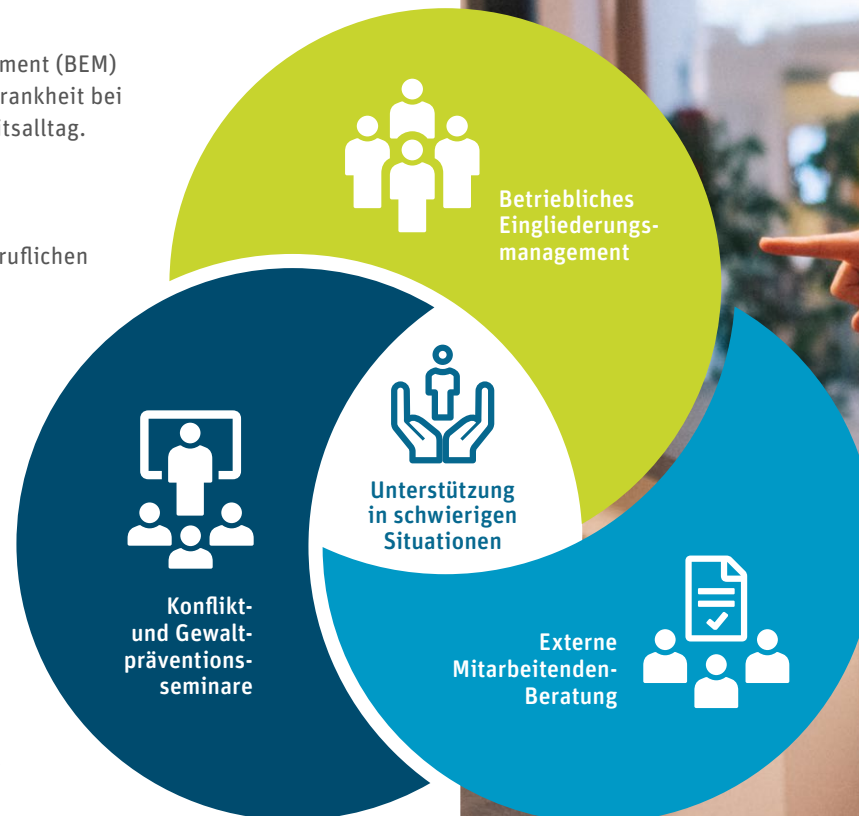 ment (BEM)
rankheit bei
itsalltag.
ruflichen
Betriebliches
Eingliederungs-
management
Unterstützung
in schwierigen
Situationen
Konflikt-
und Gewalt-
präventions-
seminare
Externe
Mitarbeitenden-
Beratung